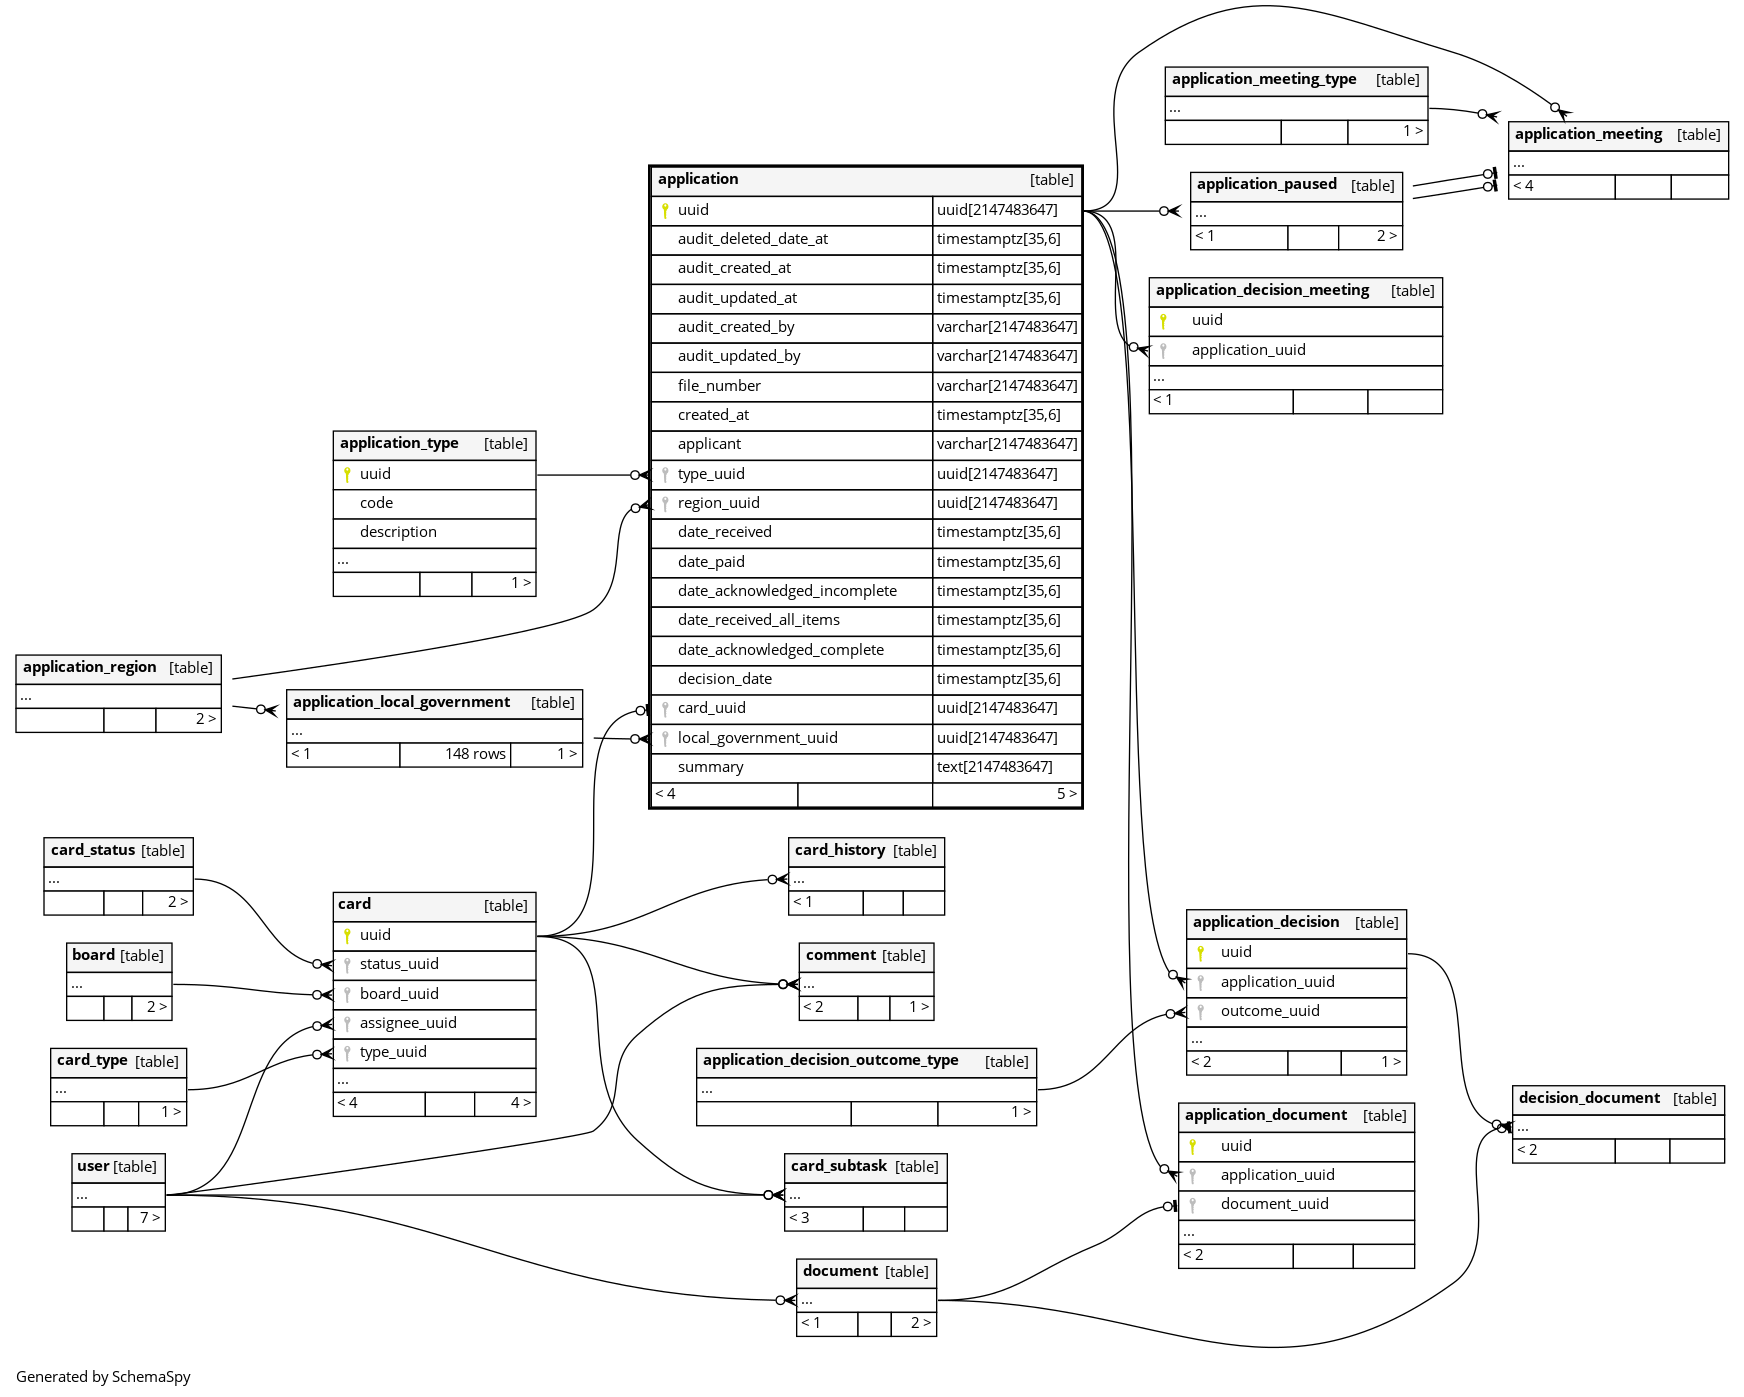 application_meeting_type [table]
...
1 >
application_meeting [table]
...
< 4
application_paused [table]
...
< 1 2 >
application_decision_meeting [table]
uuid
application_uuid
...
< 1
application [table]
uuid uuid[2147483647]
audit_deleted_date_at timestamptz[35,6]
audit_created_at timestamptz[35,6]
audit_updated_at timestamptz[35,6]
audit_created_by varchar[2147483647]
audit_updated_by varchar[2147483647]
file_number varchar[2147483647]
created_at timestamptz[35,6]
applicant varchar[2147483647]
type_uuid uuid[2147483647]
region_uuid uuid[2147483647]
date_received timestamptz[35,6]
date_paid timestamptz[35,6]
date_acknowledged_incomplete timestamptz[35,6]
date_received_all_items timestamptz[35,6]
date_acknowledged_complete timestamptz[35,6]
decision_date timestamptz[35,6]
card_uuid uuid[2147483647]
local_government_uuid uuid[2147483647]
summary text[2147483647]
< 4 5 >
application_type [table]
uuid
code
description
...
1 >
application_region [table]
...
2 >
application_local_government [table]
...
< 1 148 rows 1 >
card_status [table]
...
2 >
board [table]
...
2 >
card_type [table]
...
1 >
user [table]
...
7 >
card [table]
uuid
status_uuid
board_uuid
assignee_uuid
type_uuid
...
< 4 4 >
card_history [table]
...
< 1
comment [table]
...
< 2 1 >
application_decision_outcome_type [table]
...
1 >
card_subtask [table]
...
< 3
document [table]
...
< 1 2 >
application_decision [table]
uuid
application_uuid
outcome_uuid
...
< 2 1 >
application_document [table]
uuid
application_uuid
document_uuid
...
< 2
decision_document [table]
...
< 2
Generated by SchemaSpy